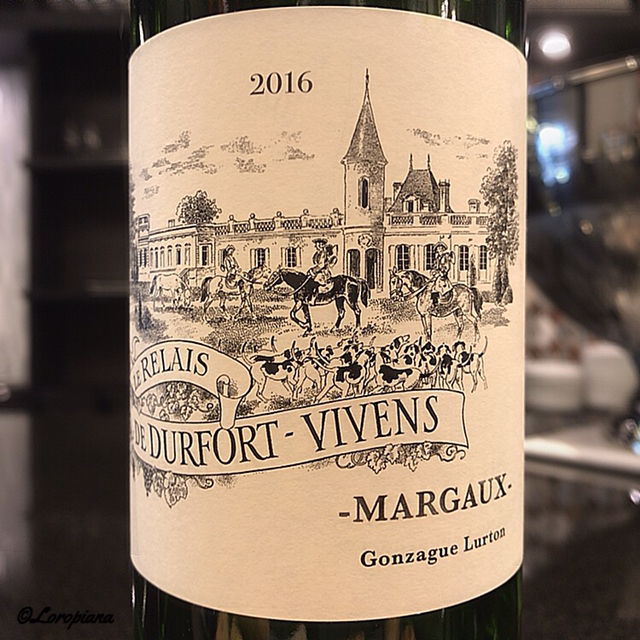 2016
LE RELAIS
DE DURFORT-VIVENS
-MARGAUX-
Gonzague Lurton
©Loropiana